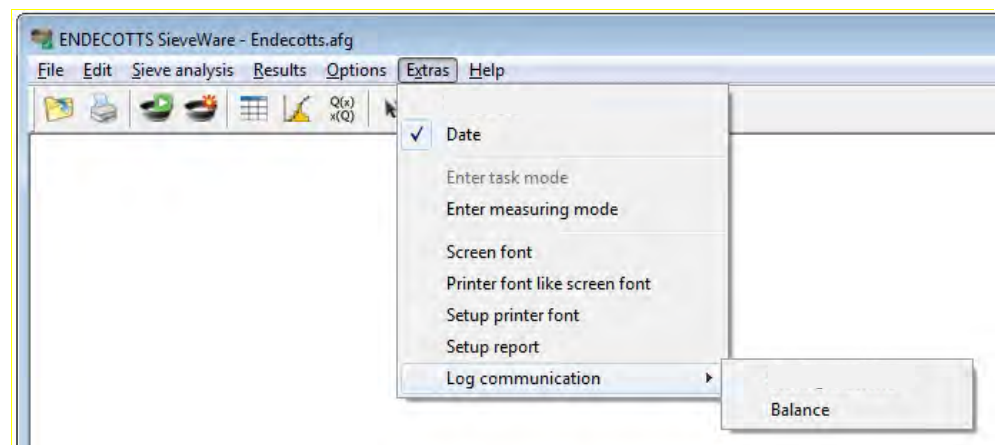 ENDECOTTS SieveWare - Endecotts.afg
File Edit Sieve analysis Results Options Extras Help
Q(x)
x(Q)
✓ Date
Enter task mode
Enter measuring mode
Screen font
Printer font like screen font
Setup printer font
Setup report
Log communication
Balance